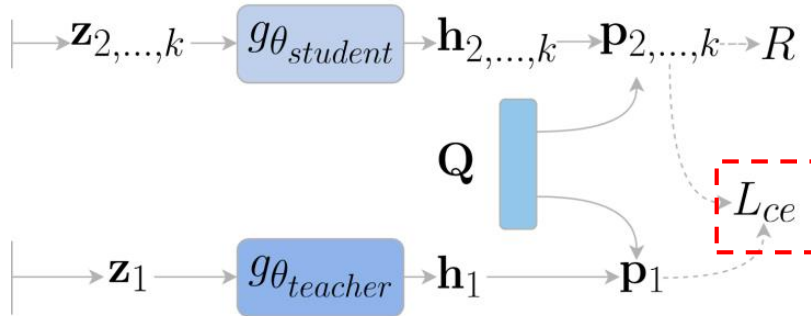 z2,...,k gθstudent h2,...,k p2,...,k R
Q
Lce
z1 gθteacher h1 p1